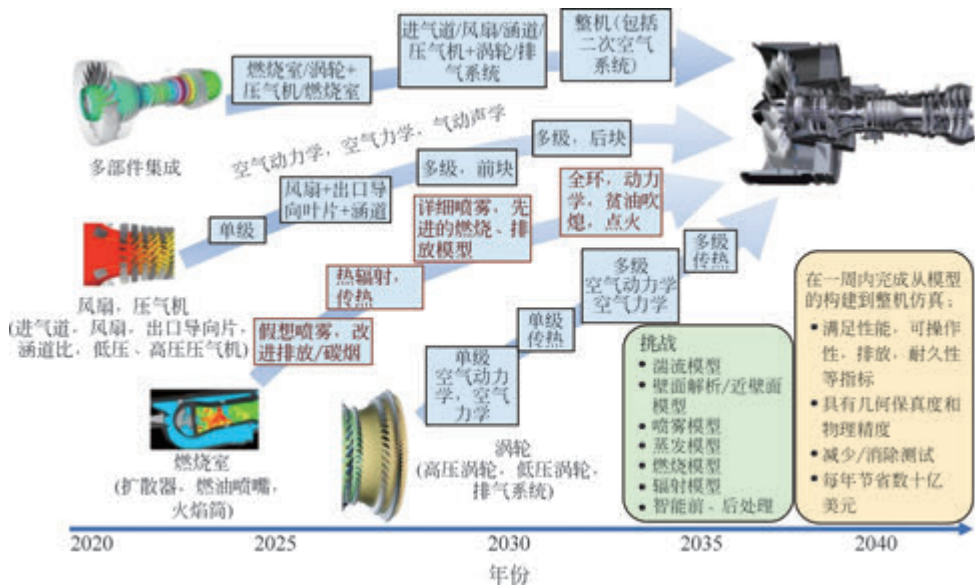 进气道/风扇/涵道/
压气机+涡轮/排
气系统
整机(包括
二次空气
系统)
燃烧室/涡轮+
压气机/燃烧室
多部件集成
空气动力学，空气力学，气动声学
多级，后块
多级，前块
风扇+出口导
向叶片+涵道
单级
全环，动力
学，贫油吹
熄，点火
详细喷雾，先
进的燃烧、排
放模型
热辐射，
传热
假想喷雾，改
进排放/碳烟
风扇，压气机
(进气道，风扇，出口导向片，
涵道比，低压、高压压气机)
多级
传热
多级
空气动力学
空气力学
单级
传热
单级
空气动力
学，空气
力学
燃烧室
(扩散器，燃油喷嘴，
火焰筒)
涡轮
(高压涡轮，低压涡轮，
排气系统)
挑战
• 湍流模型
• 壁面解析/近壁面
模型
• 喷雾模型
• 蒸发模型
• 燃烧模型
• 辐射模型
• 智能前、后处理
在一周内完成从模型
的构建到整机仿真；
• 满足性能，可操作
性，排放，耐久性
等指标
• 具有几何保真度和
物理精度
• 减少/消除测试
• 每年节省数十亿
美元
2020 2025 2030 2035 2040
年份